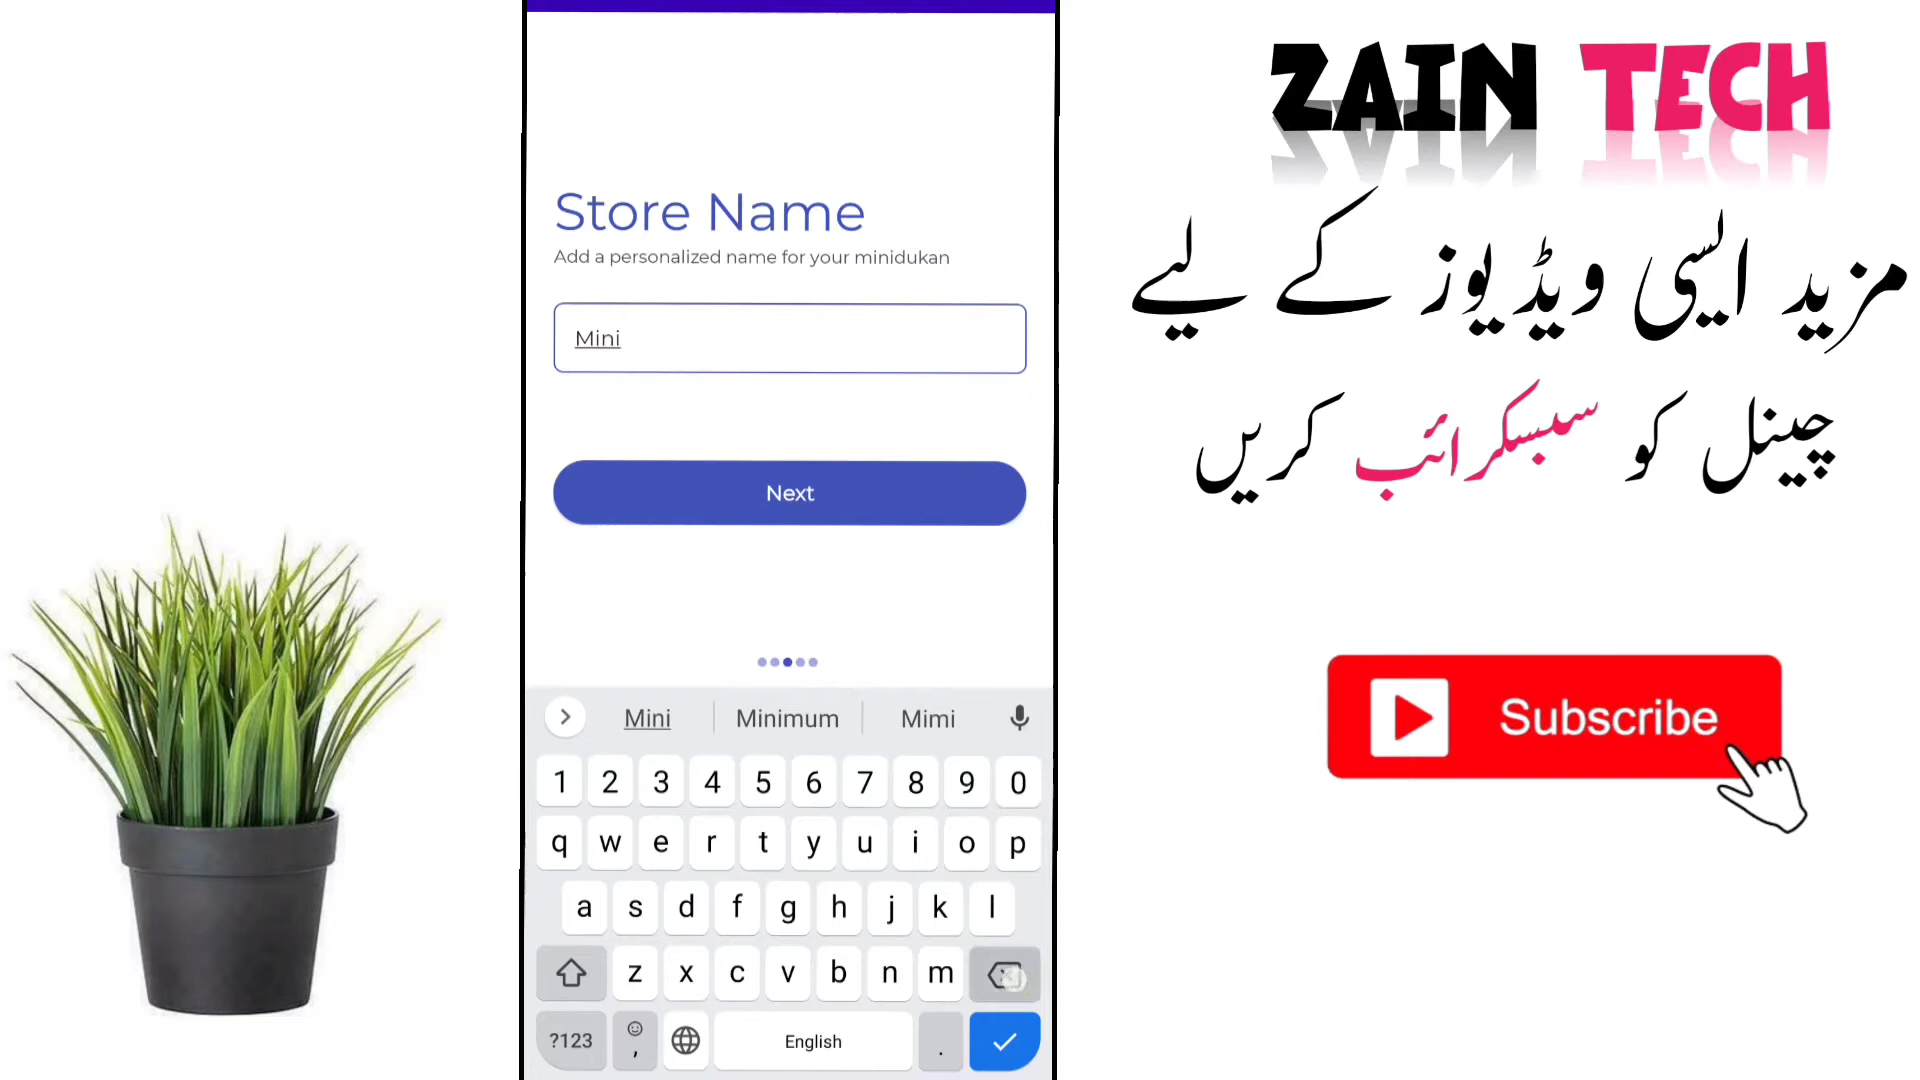 Store Name
Add a personalized name for your minidukan
Mini
Next
Mini Minimum Mimi
1 2 3 4 5 6 7 8 9 0
q w e r t y u i o p
a s d f g h j k l
z x c v b n m
?123 , English .
ZAIN TECH
مزید ایسی ویڈیوز کے لیے
چینل کو سبسکرائب کریں
Subscribe